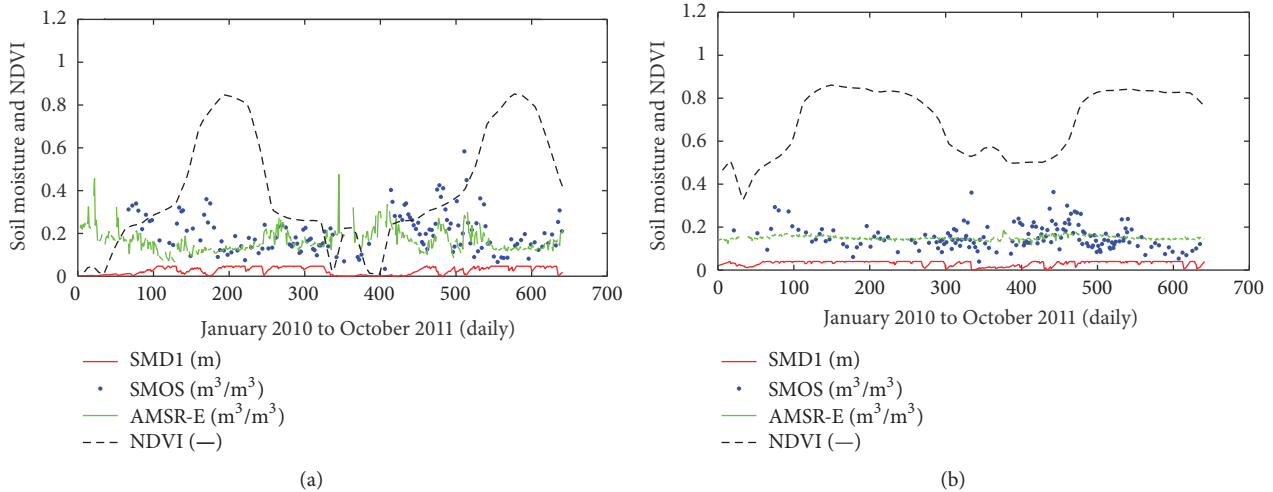 1.2
1
0.8
0.6
0.4
0.2
0
Soil moisture and NDVI
0 100 200 300 400 500 600 700
January 2010 to October 2011 (daily)
SMD1 (m)
SMOS (m³/m³)
AMSR-E (m³/m³)
NDVI (—)
(a)
1.2
1
0.8
0.6
0.4
0.2
0
Soil moisture and NDVI
0 100 200 300 400 500 600 700
January 2010 to October 2011 (daily)
SMD1 (m)
SMOS (m³/m³)
AMSR-E (m³/m³)
NDVI (—)
(b)